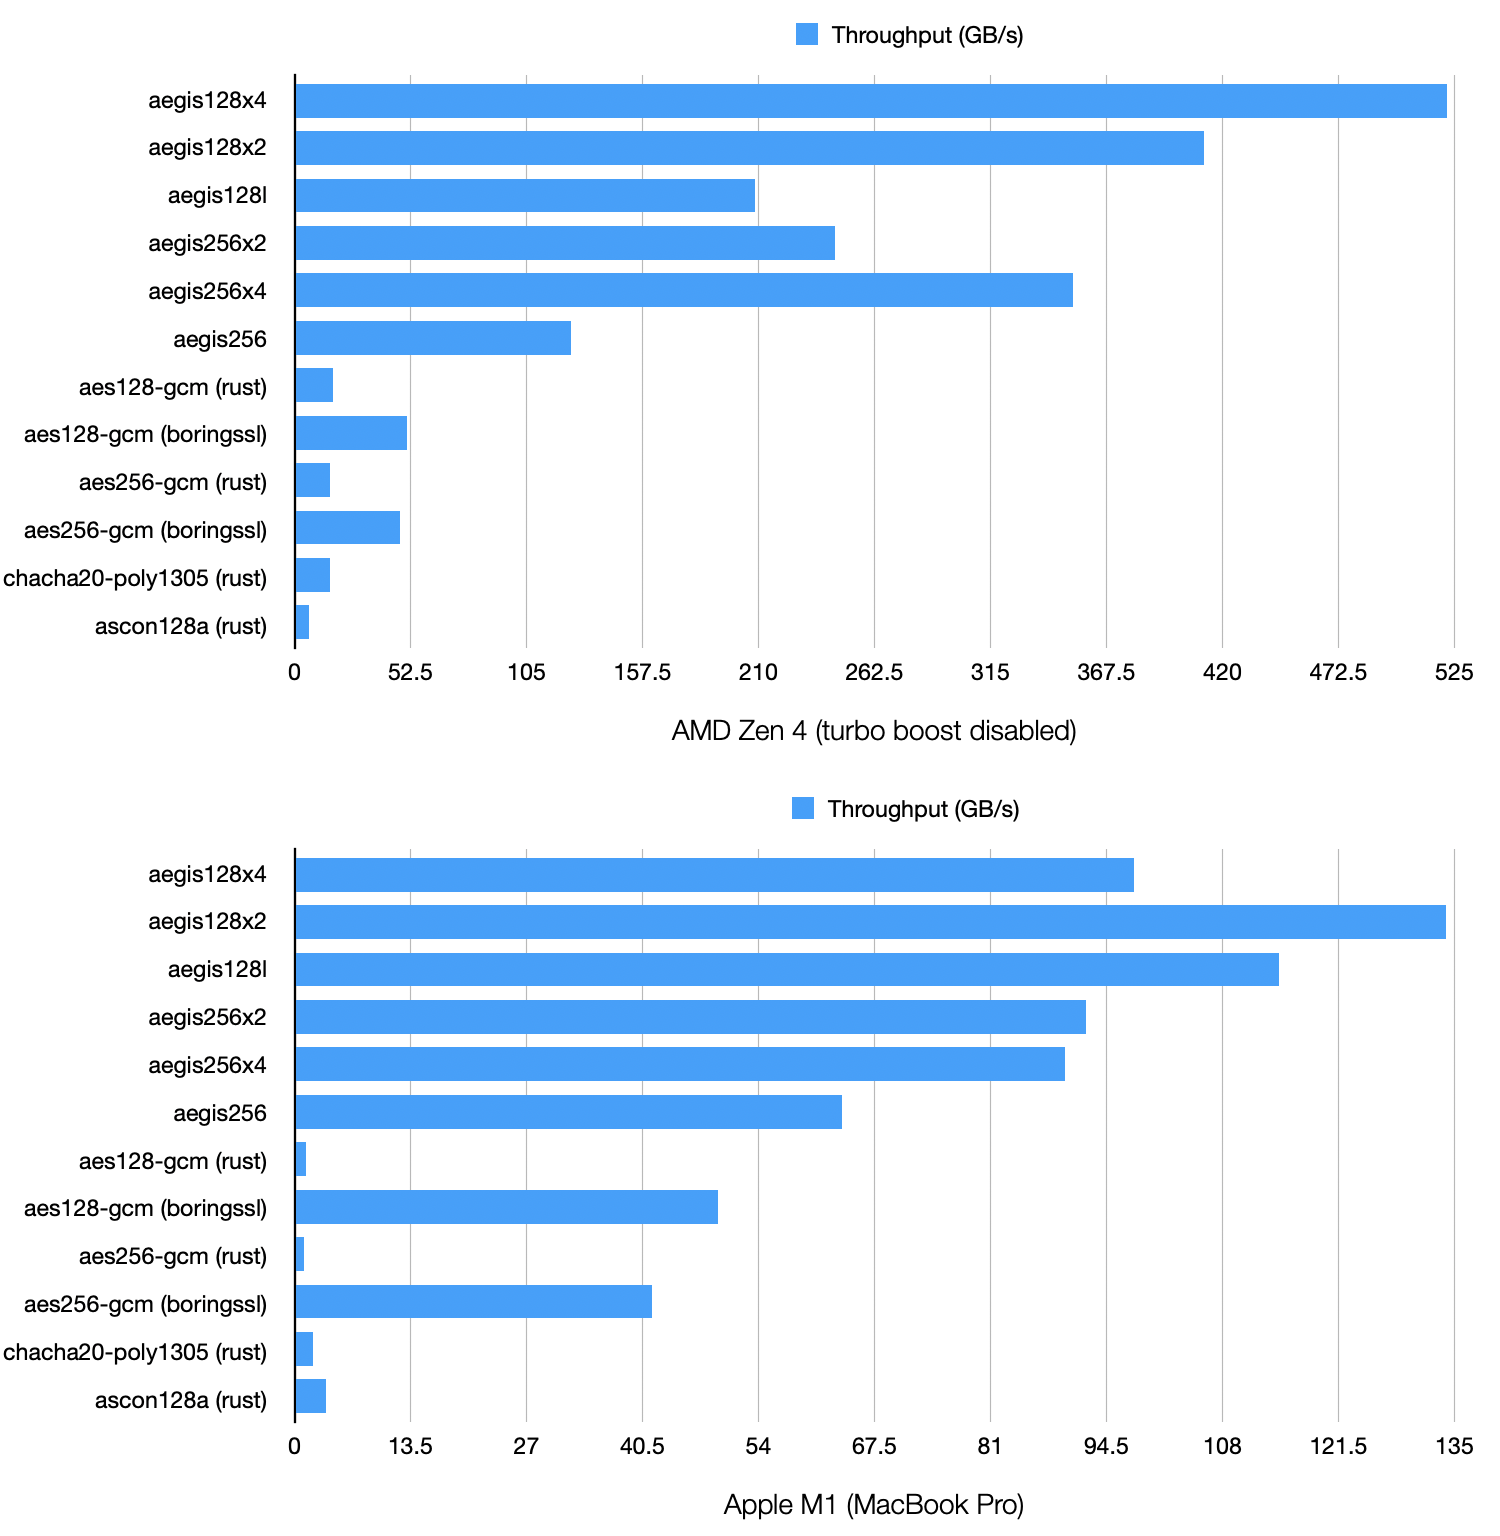 Throughput (GB/s)
aegis128x4
aegis128x2
aegis128l
aegis256x2
aegis256x4
aegis256
aes128-gcm (rust)
aes128-gcm (boringssl)
aes256-gcm (rust)
aes256-gcm (boringssl)
chacha20-poly1305 (rust)
ascon128a (rust)
0 52.5 105 157.5 210 262.5 315 367.5 420 472.5 525
AMD Zen 4 (turbo boost disabled)
Throughput (GB/s)
aegis128x4
aegis128x2
aegis128l
aegis256x2
aegis256x4
aegis256
aes128-gcm (rust)
aes128-gcm (boringssl)
aes256-gcm (rust)
aes256-gcm (boringssl)
chacha20-poly1305 (rust)
ascon128a (rust)
0 13.5 27 40.5 54 67.5 81 94.5 108 121.5 135
Apple M1 (MacBook Pro)